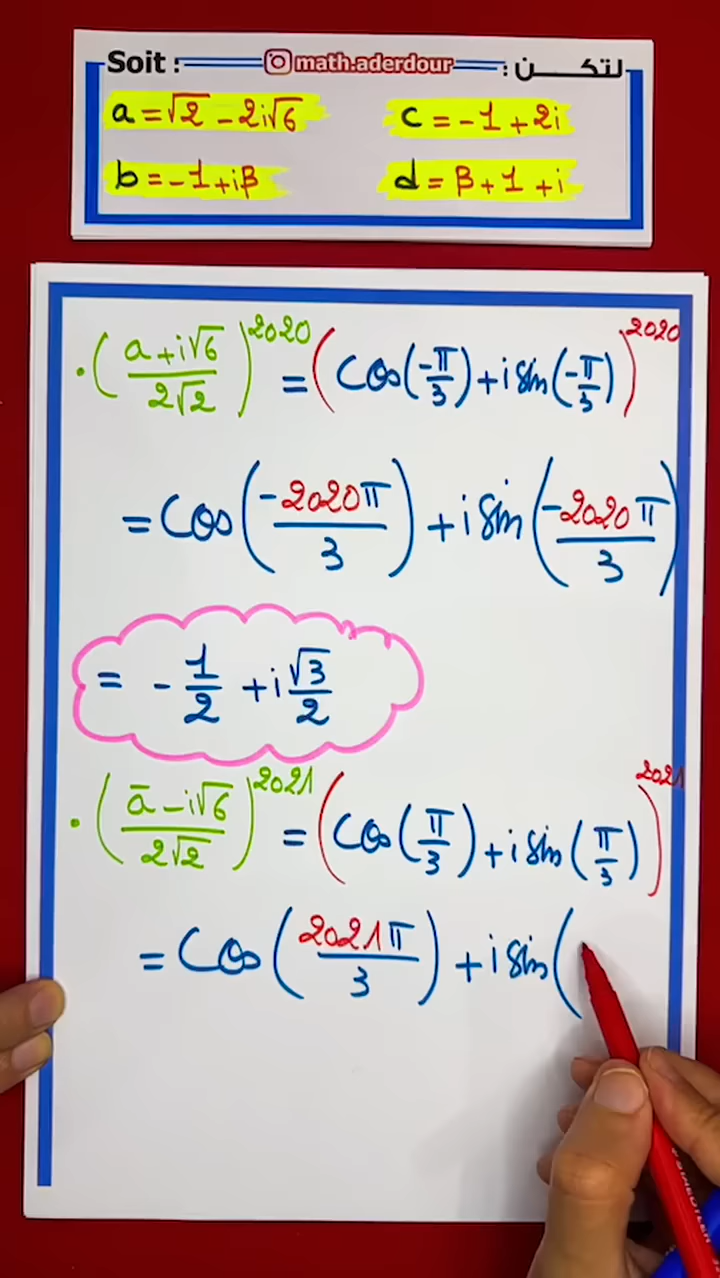 Soit : math.aderdour لتكن :
a = √2 - 2i√6 c = -1 + 2i
b = -1 + iβ d = β + 1 + i
• ((a + i√6)/(2√2))^2020 = (cos(-π/3) + i sin(-π/3))^2020
= cos(-2020π/3) + i sin(-2020π/3)
= -1/2 + i √3/2
• ((ā - i√6)/(2√2))^2021 = (cos(π/3) + i sin(π/3))^2021
= cos(2021π/3) + i sin(